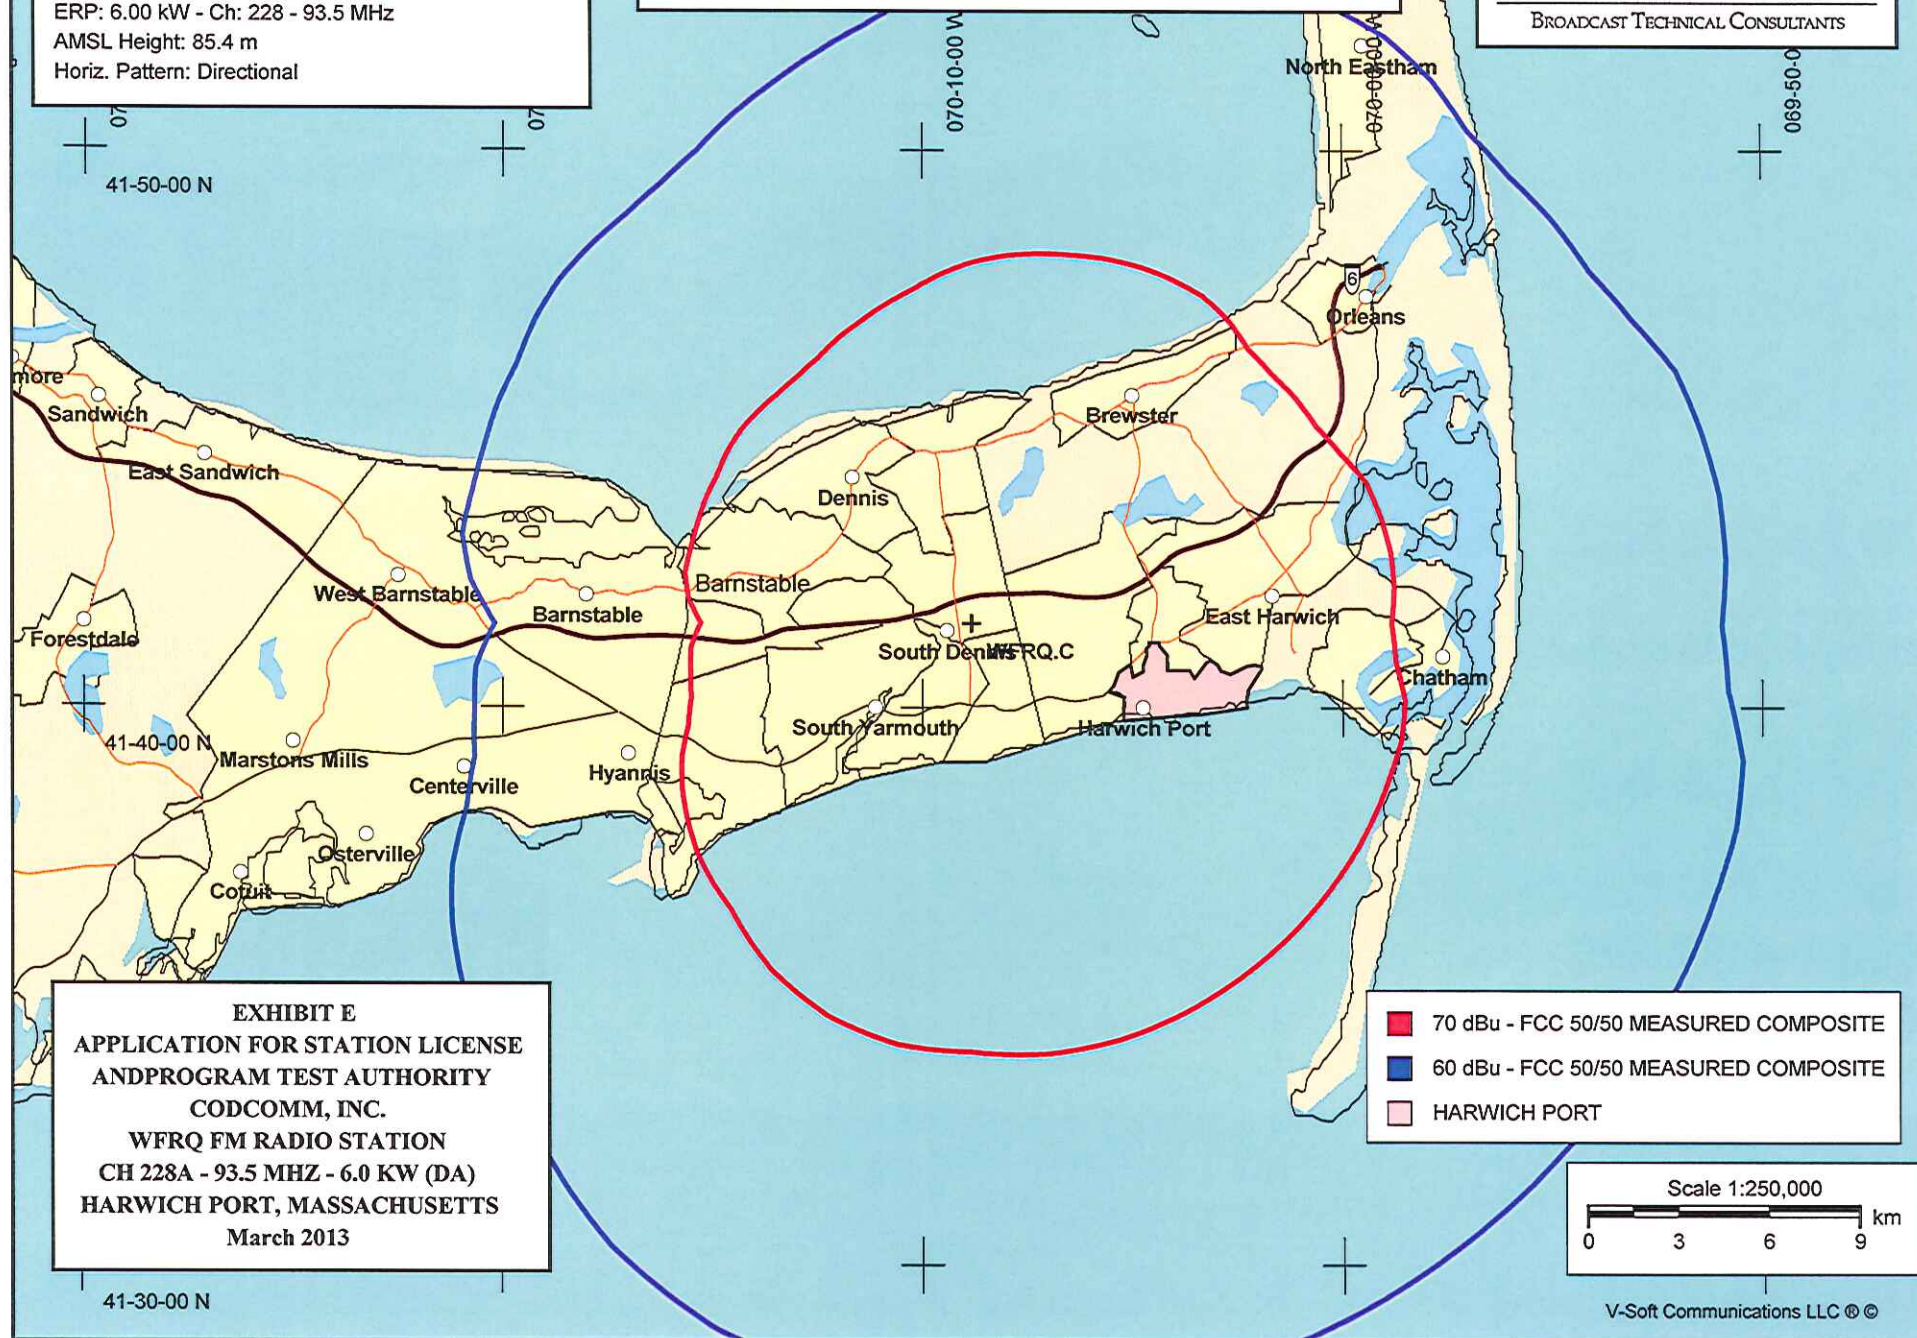 ERP: 6.00 kW - Ch: 228 - 93.5 MHz
AMSL Height: 85.4 m
Horiz. Pattern: Directional
BROADCAST TECHNICAL CONSULTANTS
070-10-00 W
070-00-00 W
069-50-0
41-50-00 N
North Eastham
6
Orleans
more
Sandwich
East Sandwich
Brewster
Dennis
West Barnstable
Barnstable
Barnstable
Forestdale
East Harwich
South Dennis
WFRQ.C
Chatham
South Yarmouth
Harwich Port
41-40-00 N
Marstons Mills
Hyannis
Centerville
Osterville
Cotuit
EXHIBIT E
APPLICATION FOR STATION LICENSE
ANDPROGRAM TEST AUTHORITY
CODCOMM, INC.
WFRQ FM RADIO STATION
CH 228A - 93.5 MHZ - 6.0 KW (DA)
HARWICH PORT, MASSACHUSETTS
March 2013
70 dBu - FCC 50/50 MEASURED COMPOSITE
60 dBu - FCC 50/50 MEASURED COMPOSITE
HARWICH PORT
Scale 1:250,000
km
0 3 6 9
41-30-00 N
V-Soft Communications LLC ® ©